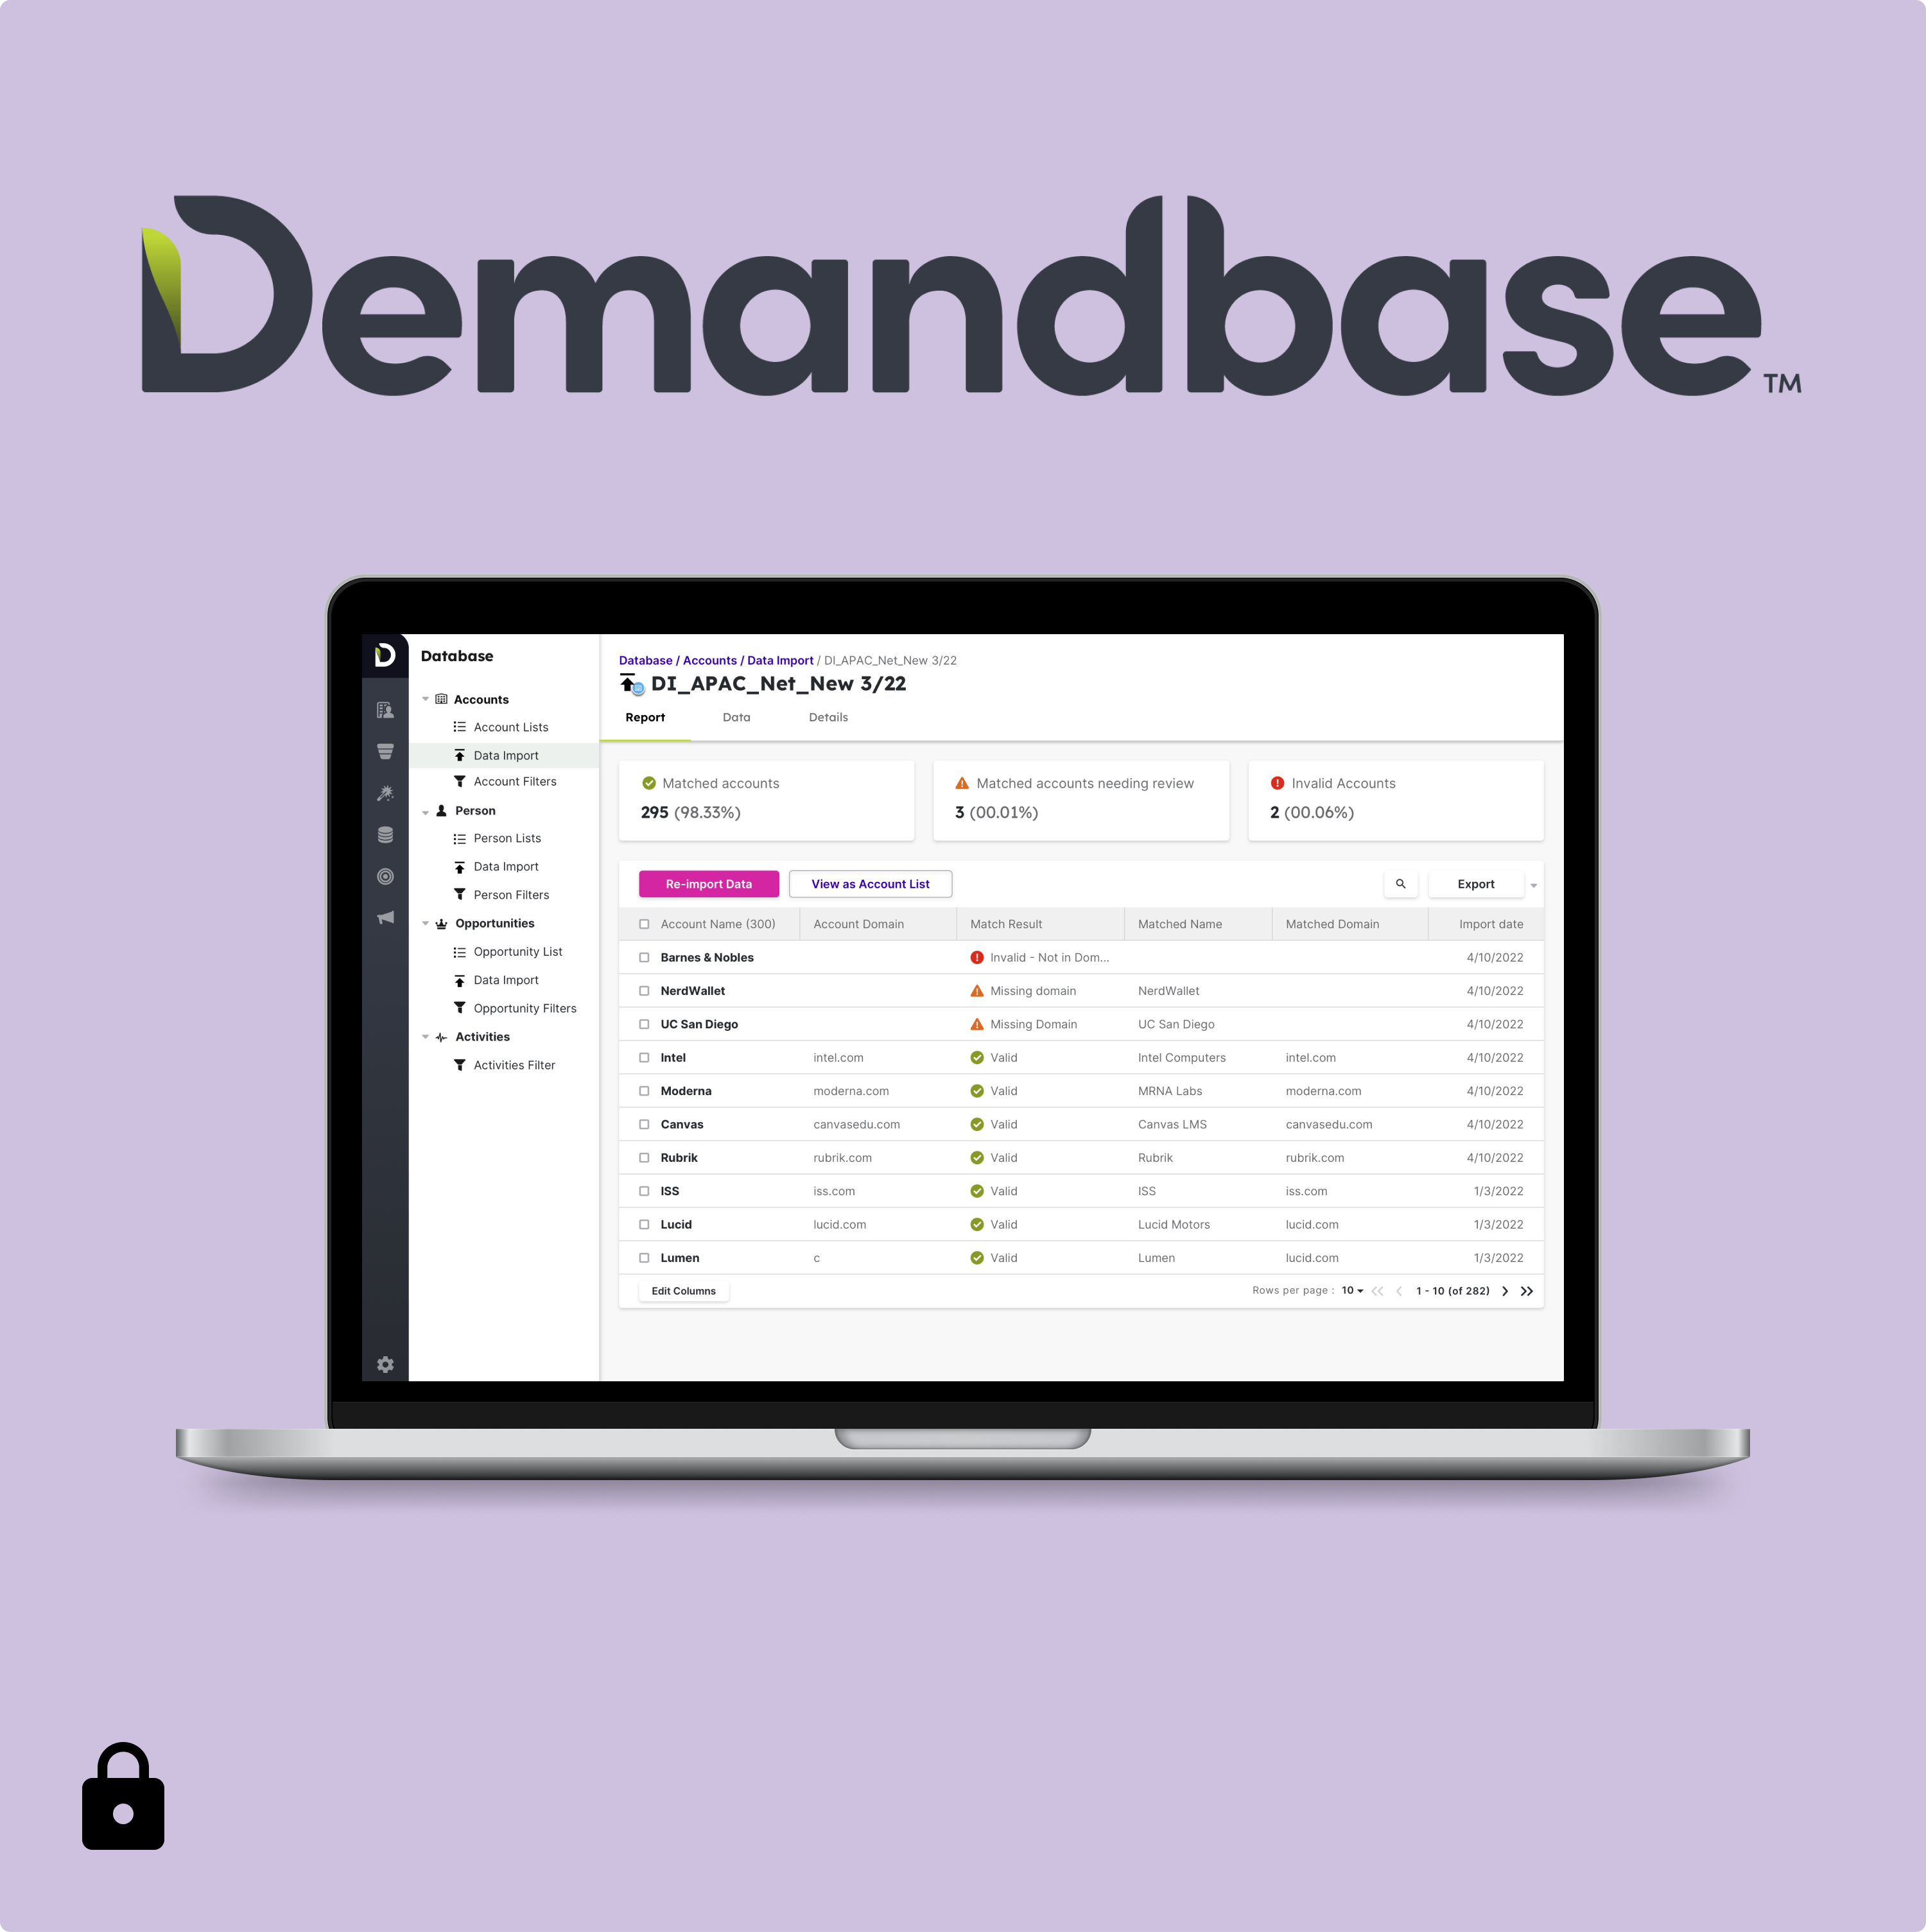 Demandbase™
Database
Accounts
Account Lists
Data Import
Account Filters
Person
Person Lists
Data Import
Person Filters
Opportunities
Opportunity List
Data Import
Opportunity Filters
Activities
Activities Filter
Database / Accounts / Data Import / DI_APAC_Net_New 3/22
DI_APAC_Net_New 3/22
Report Data Details
Matched accounts
295 (98.33%)
Matched accounts needing review
3 (00.01%)
Invalid Accounts
2 (00.06%)
Re-import Data View as Account List Export
Account Name (300) Account Domain Match Result Matched Name Matched Domain Import date
Barnes & Nobles Invalid - Not in Dom... 4/10/2022
NerdWallet Missing domain NerdWallet 4/10/2022
UC San Diego Missing Domain UC San Diego 4/10/2022
Intel intel.com Valid Intel Computers intel.com 4/10/2022
Moderna moderna.com Valid MRNA Labs moderna.com 4/10/2022
Canvas canvasedu.com Valid Canvas LMS canvasedu.com 4/10/2022
Rubrik rubrik.com Valid Rubrik rubrik.com 4/10/2022
ISS iss.com Valid ISS iss.com 1/3/2022
Lucid lucid.com Valid Lucid Motors lucid.com 1/3/2022
Lumen c Valid Lumen lucid.com 1/3/2022
Edit Columns Rows per page : 10 1 - 10 (of 282)